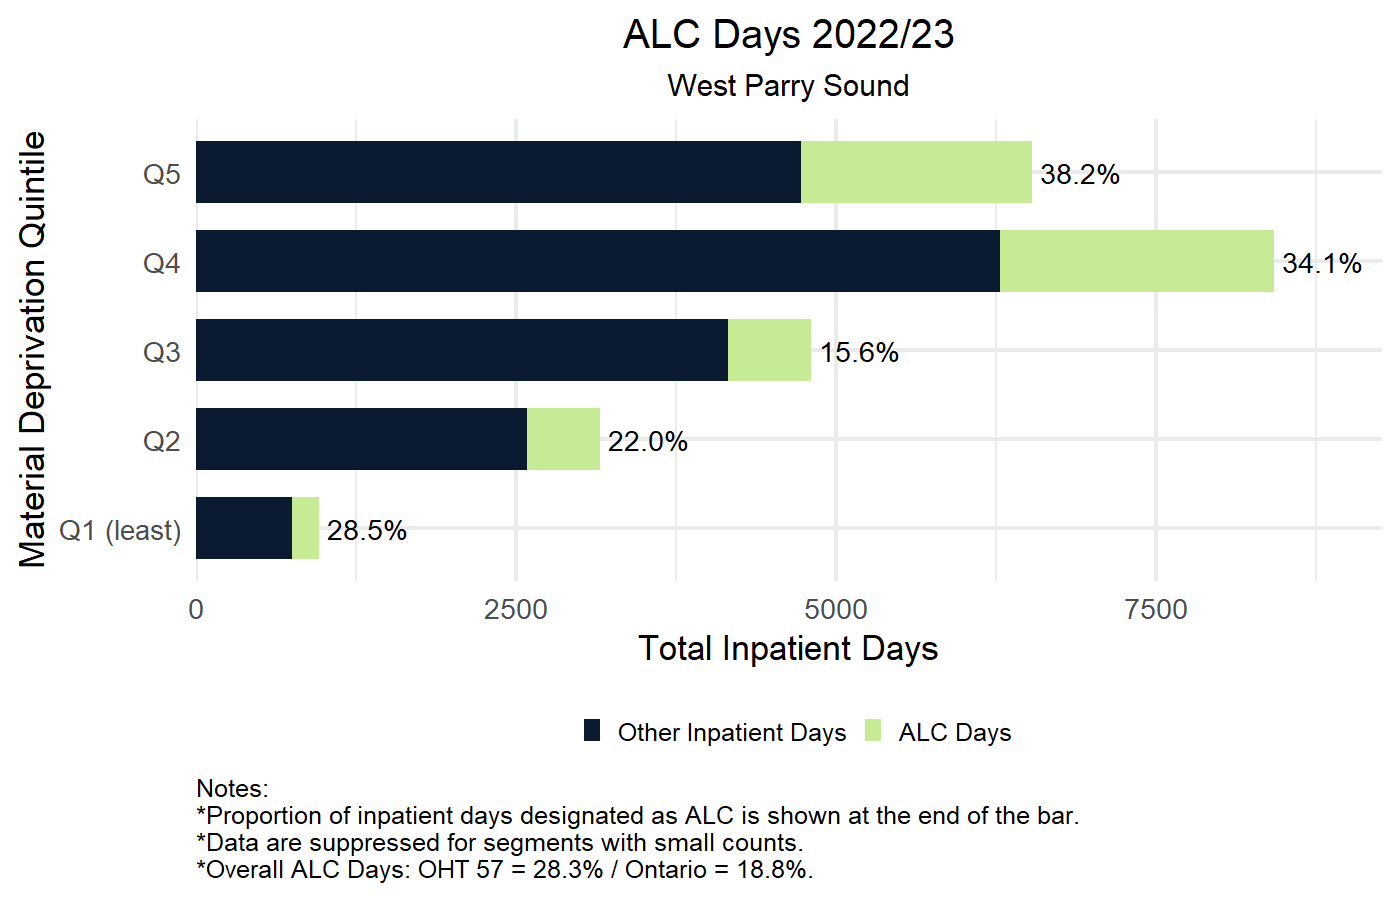 ALC Days 2022/23
West Parry Sound
Material Deprivation Quintile
Q5
38.2%
Q4
34.1%
Q3
15.6%
Q2
22.0%
Q1 (least)
28.5%
0 2500 5000 7500
Total Inpatient Days
Other Inpatient Days ALC Days
Notes:
*Proportion of inpatient days designated as ALC is shown at the end of the bar.
*Data are suppressed for segments with small counts.
*Overall ALC Days: OHT 57 = 28.3% / Ontario = 18.8%.